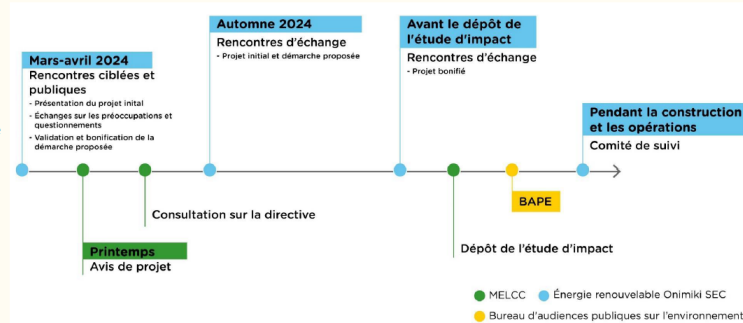 Mars-avril 2024
Rencontres ciblées et
publiques
- Présentation du projet inital
- Échanges sur les préoccupations et
questionnements
- Validation et bonification de la
démarche proposée
Automne 2024
Rencontres d'échange
- Projet initial et démarche proposée
Avant le dépôt de
l'étude d'impact
Rencontres d'échange
- Projet bonifié
Pendant la construction
et les opérations
Comité de suivi
Printemps
Avis de projet
Consultation sur la directive
Dépôt de l'étude d'impact
BAPE
MELCC
Énergie renouvelable Onimiki SEC
Bureau d'audiences publiques sur l'environnement